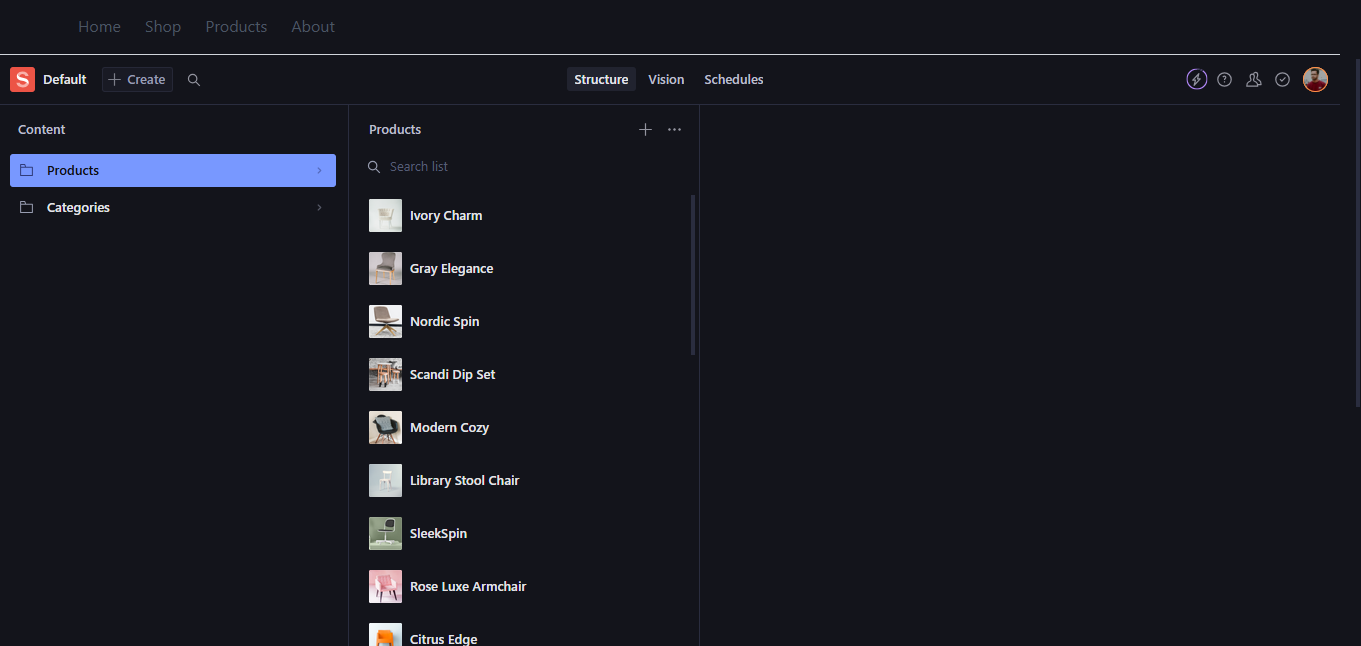 Home Shop Products About
S Default Create Structure Vision Schedules
Content
Products
Categories
Products
Search list
Ivory Charm
Gray Elegance
Nordic Spin
Scandi Dip Set
Modern Cozy
Library Stool Chair
SleekSpin
Rose Luxe Armchair
Citrus Edge